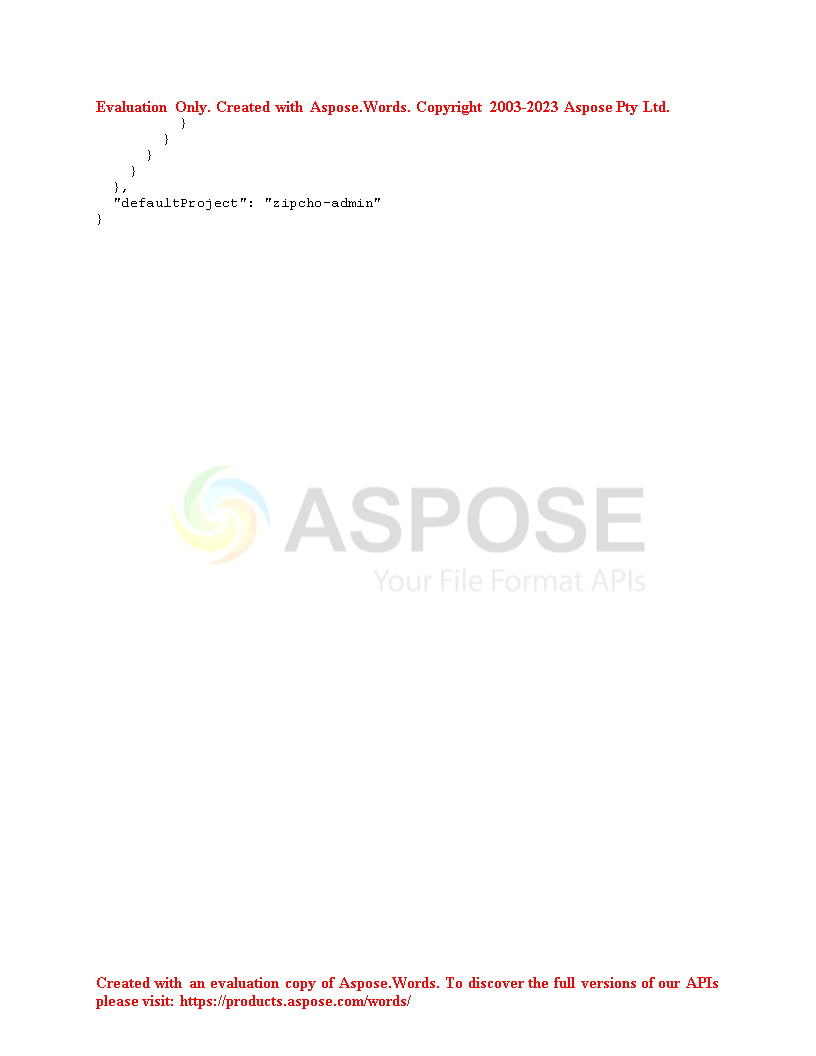 Evaluation Only. Created with Aspose.Words. Copyright 2003-2023 Aspose Pty Ltd.
          }
        }
      }
    }
  },
  "defaultProject": "zipcho-admin"
}
ASPOSE
Your File Format APIs
Created with an evaluation copy of Aspose.Words. To discover the full versions of our APIs
please visit: https://products.aspose.com/words/